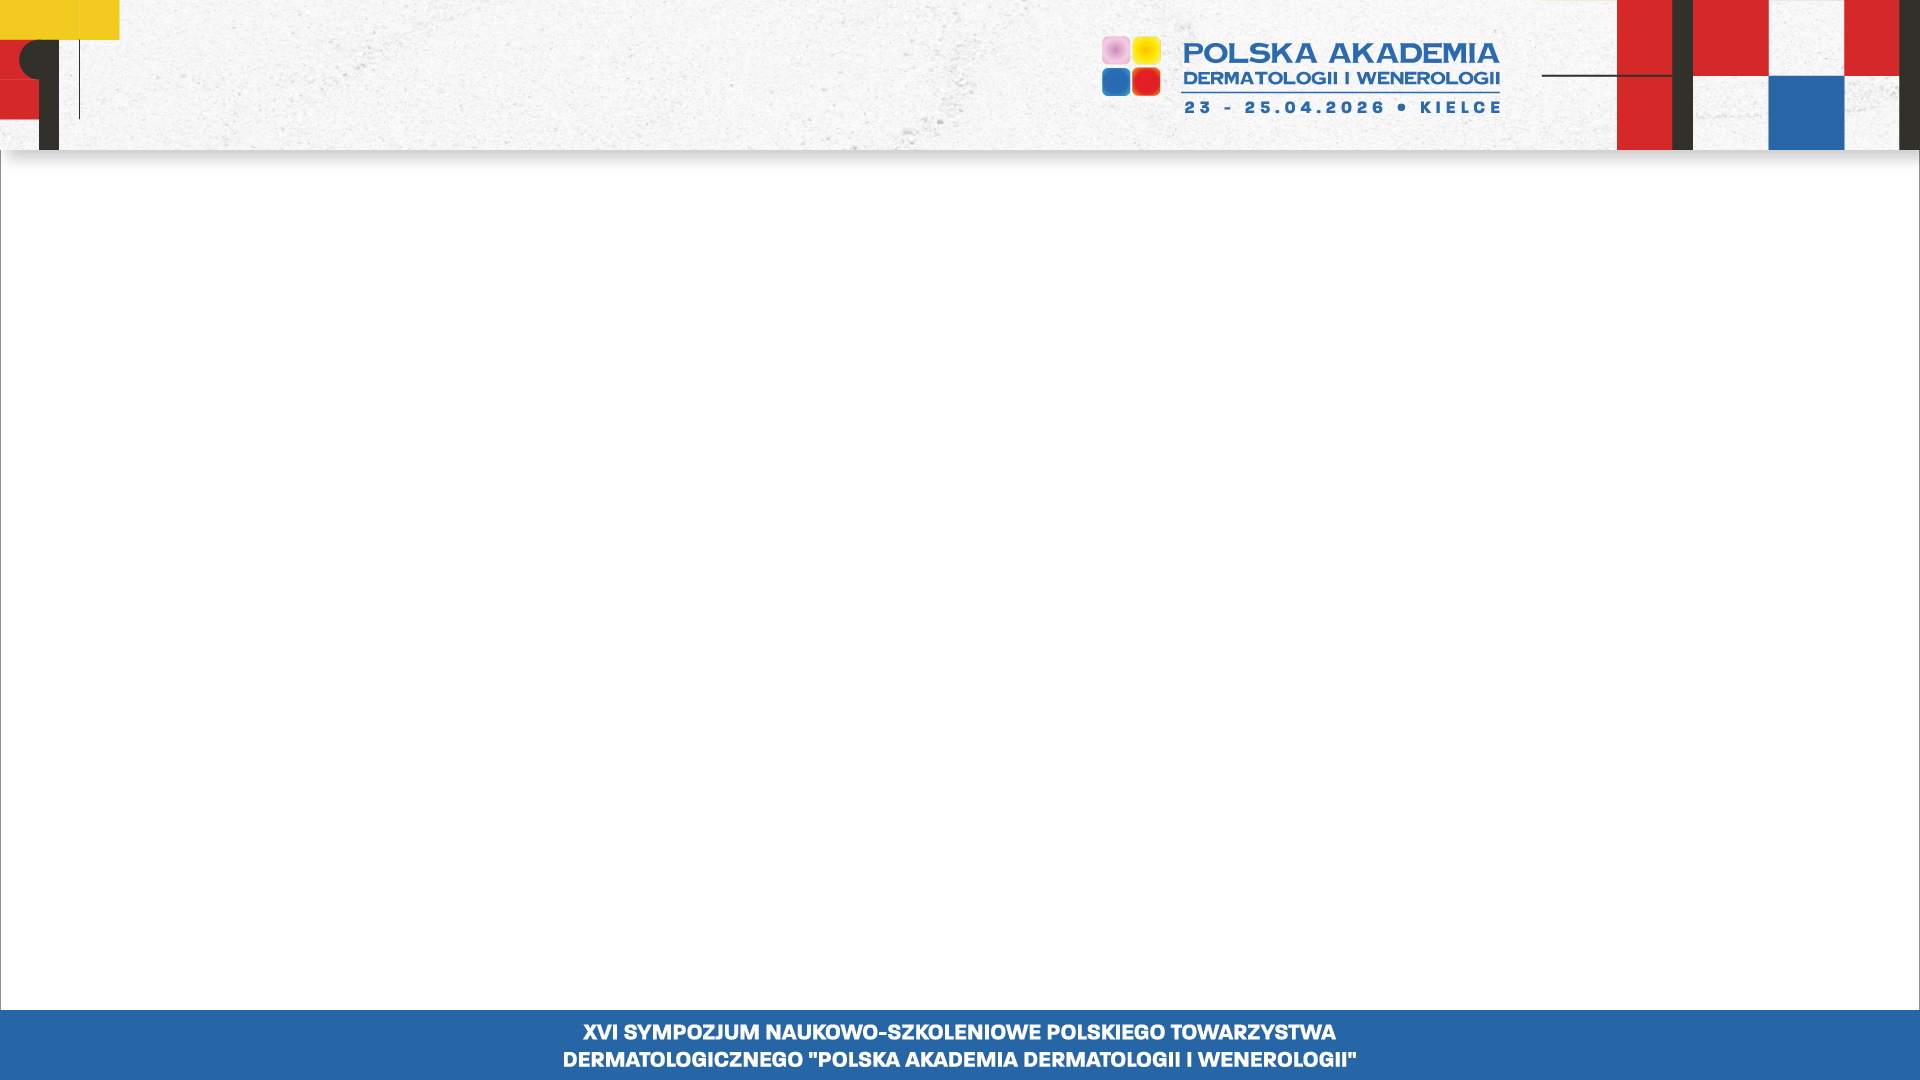 POLSKA AKADEMIA
DERMATOLOGII I WENEROLOGII
23 - 25.04.2026 • KIELCE
XVI SYMPOZJUM NAUKOWO-SZKOLENIOWE POLSKIEGO TOWARZYSTWA
DERMATOLOGICZNEGO "POLSKA AKADEMIA DERMATOLOGII I WENEROLOGII"